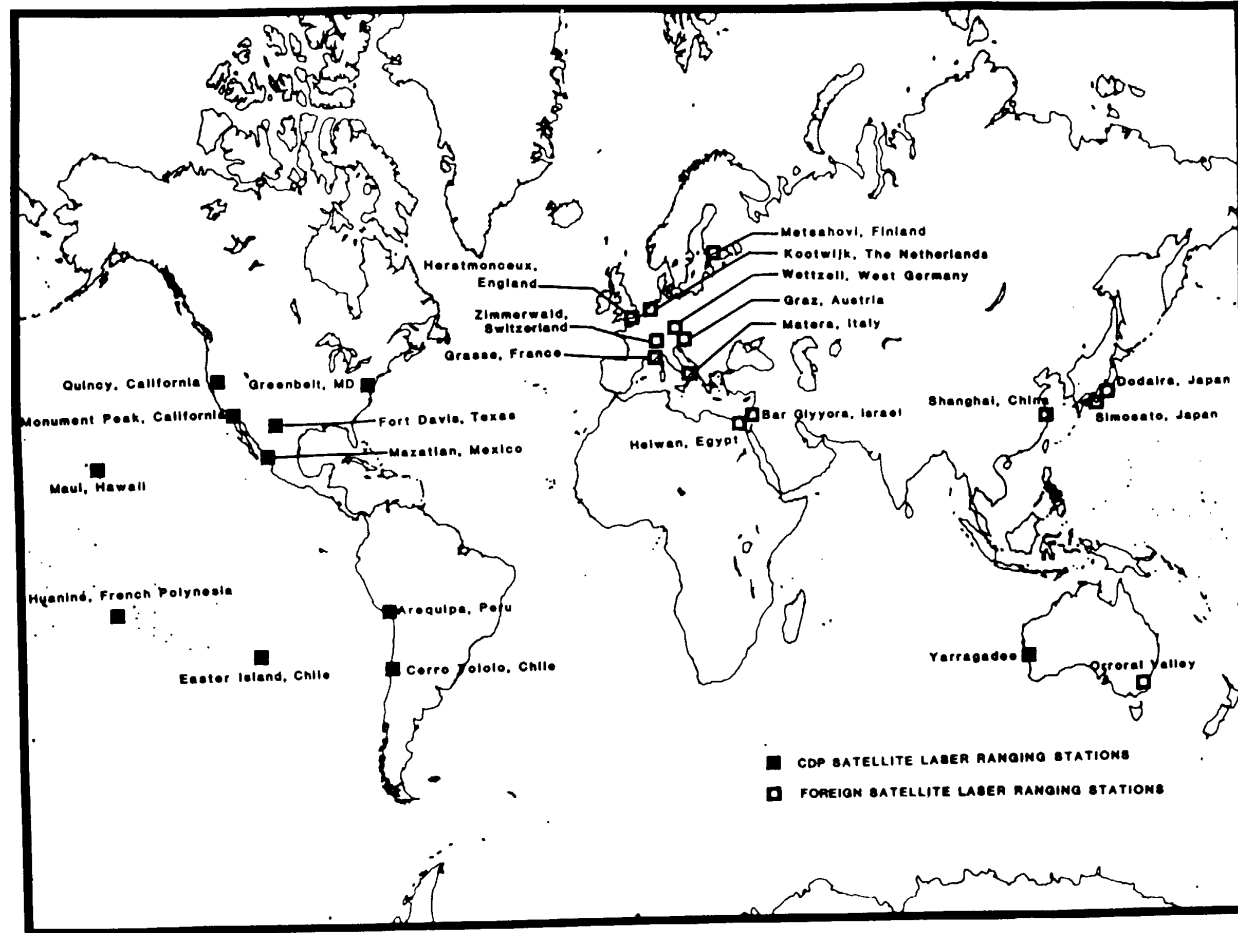 Metsahovi, Finland
Kootwijk, The Netherlands
Herstmonceux,
England
Wettzell, West Germany
Graz, Austria
Zimmerwald,
Switzerland
Matera, Italy
Grasse, France
Quincy, California
Greenbelt, MD
Dodaira, Japan
Monument Peak, California
Fort Davis, Texas
Shanghai, China
Simosato, Japan
Bar Giyyora, Israel
Helwan, Egypt
Mazatlan, Mexico
Maui, Hawaii
Huaniné, French Polynesia
Arequipa, Peru
Easter Island, Chile
Cerro Tololo, Chile
Yarragadee
Orroral Valley
CDP SATELLITE LASER RANGING STATIONS
FOREIGN SATELLITE LASER RANGING STATIONS